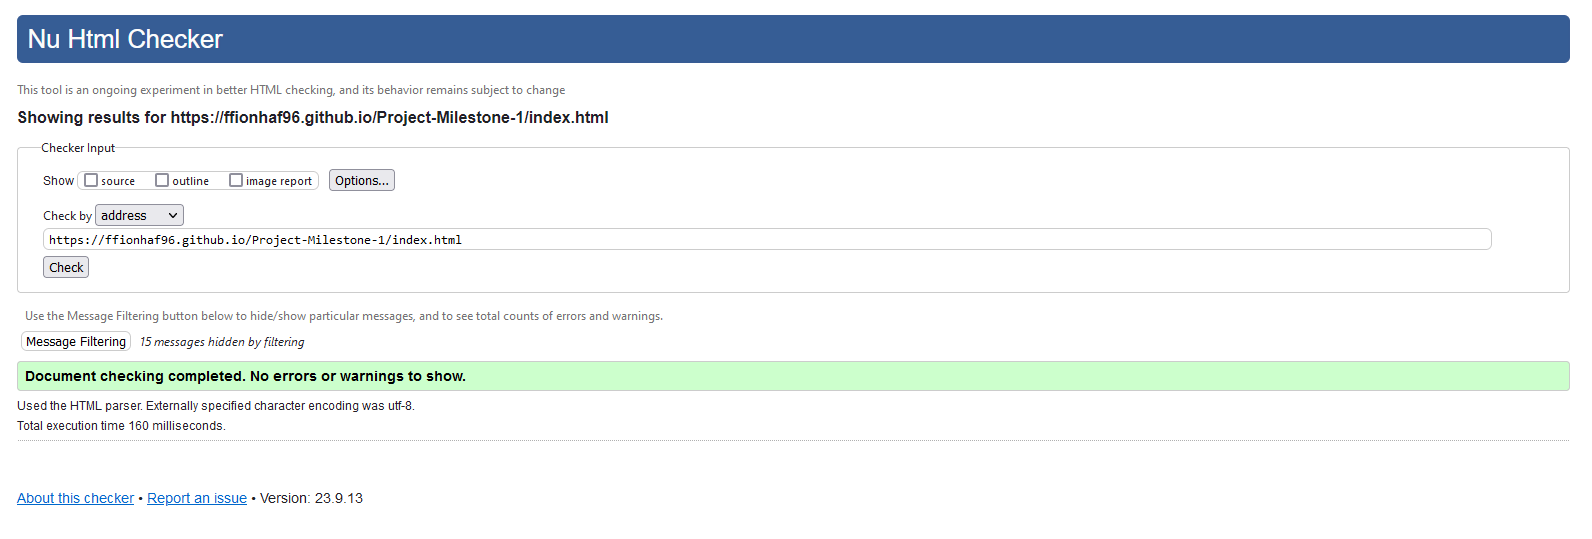 Nu Html Checker
This tool is an ongoing experiment in better HTML checking, and its behavior remains subject to change
Showing results for https://ffionhaf96.github.io/Project-Milestone-1/index.html
Checker Input
Show source outline image report Options...
Check by address
https://ffionhaf96.github.io/Project-Milestone-1/index.html
Check
Use the Message Filtering button below to hide/show particular messages, and to see total counts of errors and warnings.
Message Filtering 15 messages hidden by filtering
Document checking completed. No errors or warnings to show.
Used the HTML parser. Externally specified character encoding was utf-8.
Total execution time 160 milliseconds.
About this checker • Report an issue • Version: 23.9.13